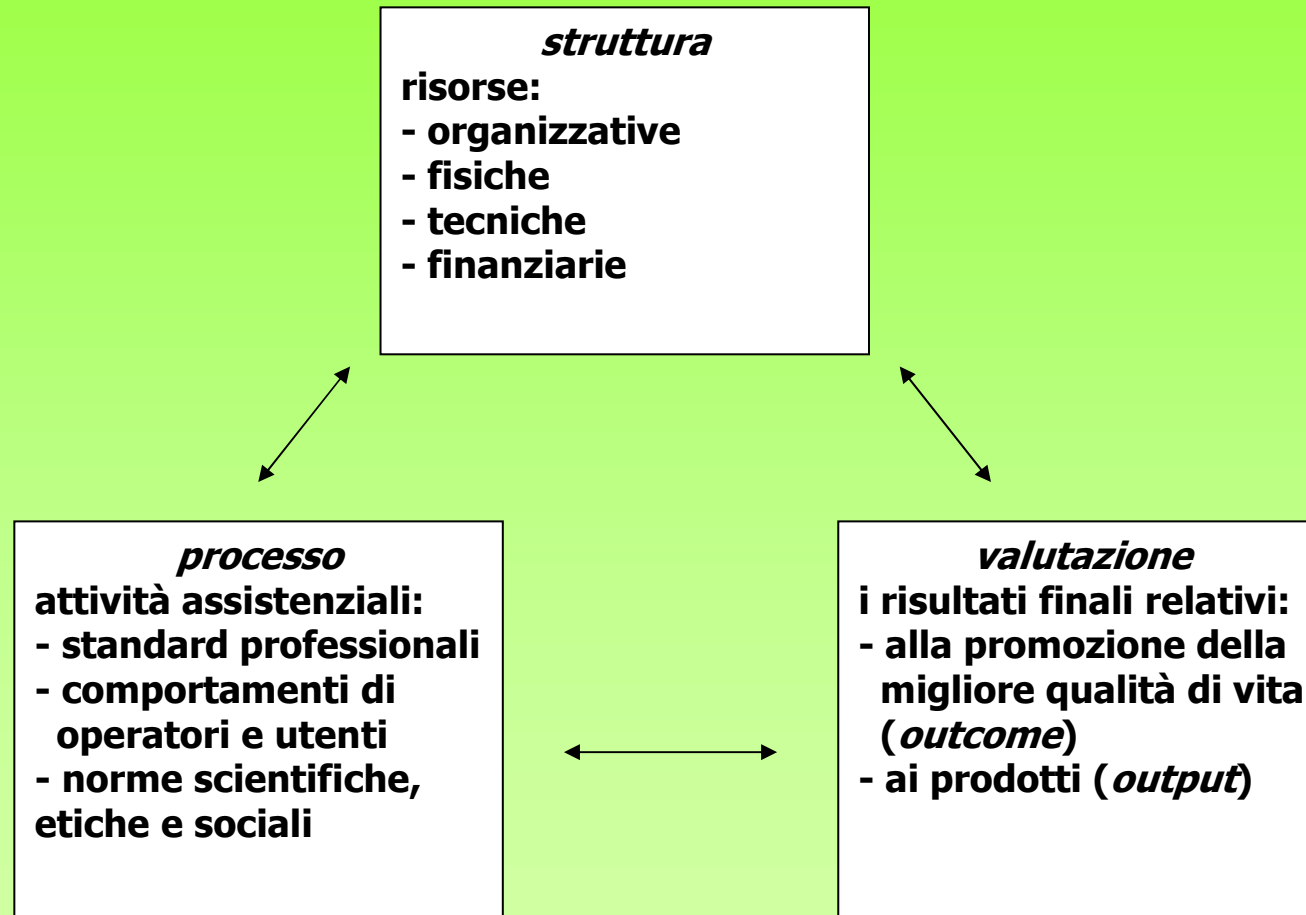 struttura
risorse:
- organizzative
- fisiche
- tecniche
- finanziarie
processo
attività assistenziali:
- standard professionali
- comportamenti di
operatori e utenti
- norme scientifiche,
etiche e sociali
valutazione
i risultati finali relativi:
- alla promozione della
migliore qualità di vita
(outcome)
- ai prodotti (output)